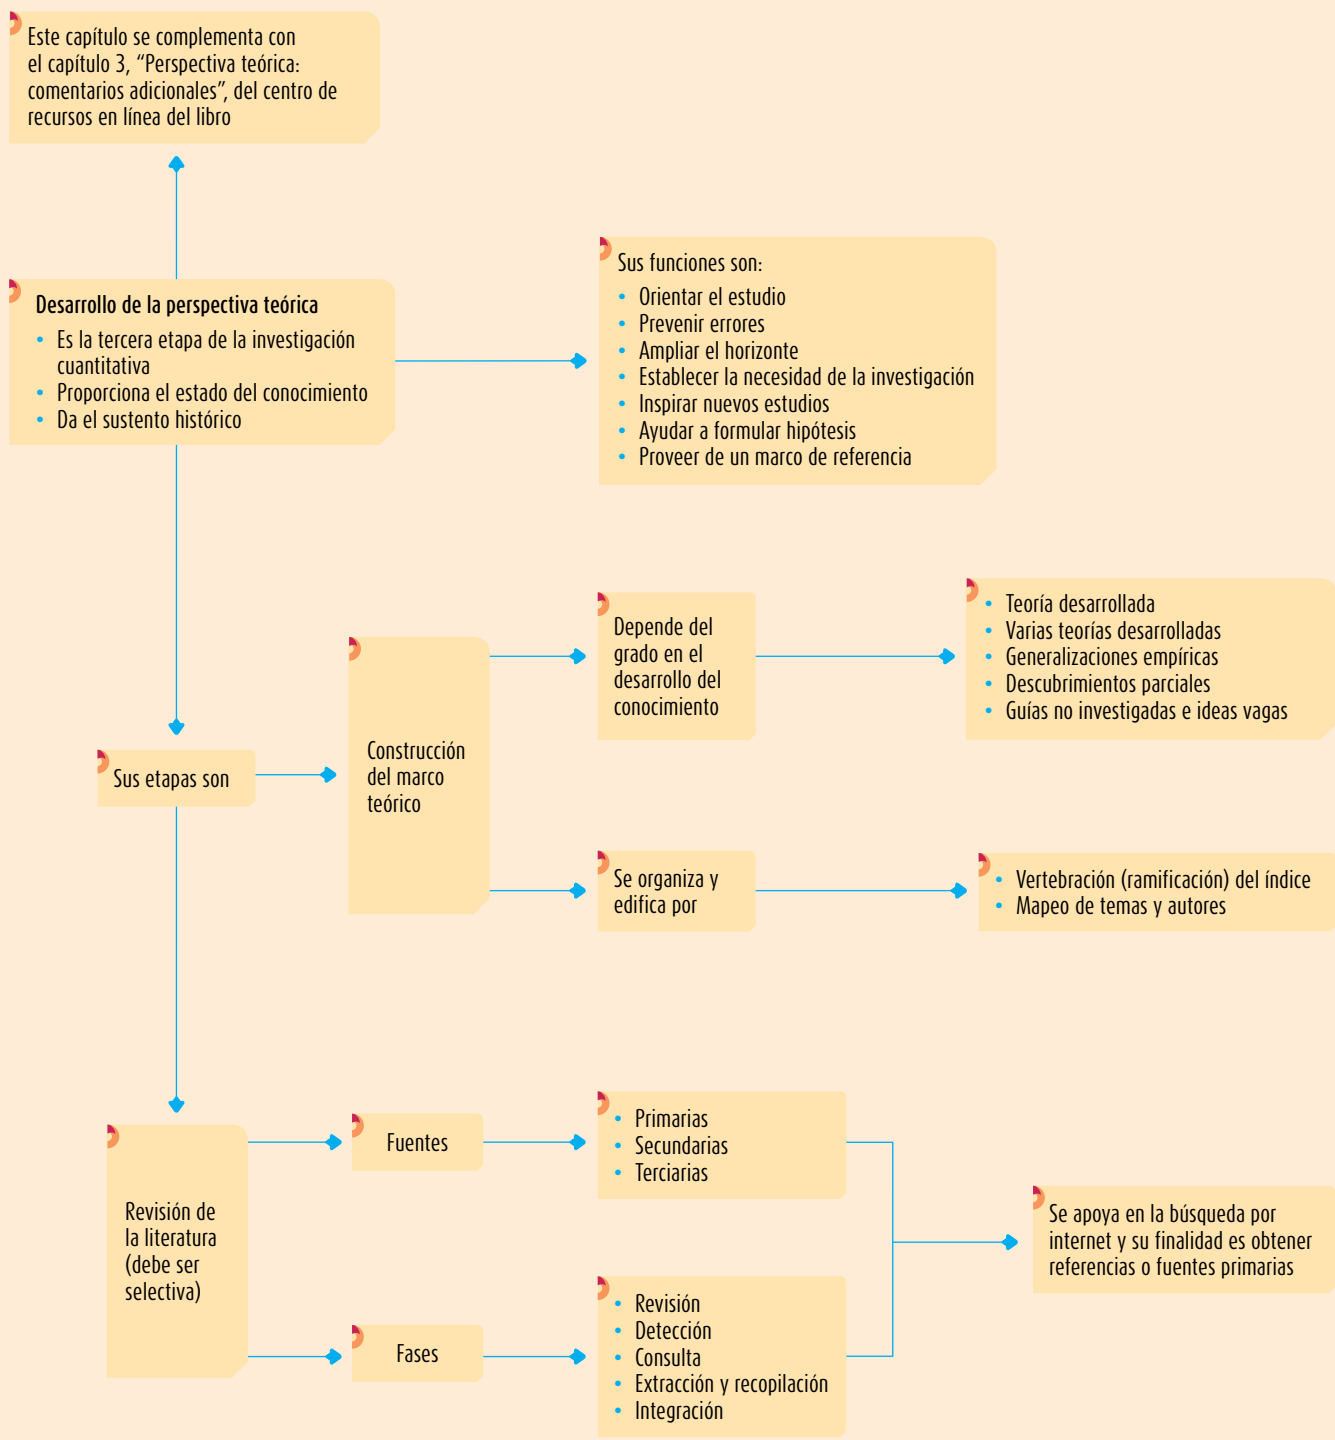 Este capítulo se complementa con
el capítulo 3, “Perspectiva teórica:
comentarios adicionales”, del centro de
recursos en línea del libro
Desarrollo de la perspectiva teórica
• Es la tercera etapa de la investigación
cuantitativa
• Proporciona el estado del conocimiento
• Da el sustento histórico
Sus funciones son:
• Orientar el estudio
• Prevenir errores
• Ampliar el horizonte
• Establecer la necesidad de la investigación
• Inspirar nuevos estudios
• Ayudar a formular hipótesis
• Proveer de un marco de referencia
Sus etapas son
Construcción
del marco
teórico
Depende del
grado en el
desarrollo del
conocimiento
• Teoría desarrollada
• Varias teorías desarrolladas
• Generalizaciones empíricas
• Descubrimientos parciales
• Guías no investigadas e ideas vagas
Se organiza y
edifica por
• Vertebración (ramificación) del índice
• Mapeo de temas y autores
Revisión de
la literatura
(debe ser
selectiva)
Fuentes
• Primarias
• Secundarias
• Terciarias
Fases
• Revisión
• Detección
• Consulta
• Extracción y recopilación
• Integración
Se apoya en la búsqueda por
internet y su finalidad es obtener
referencias o fuentes primarias